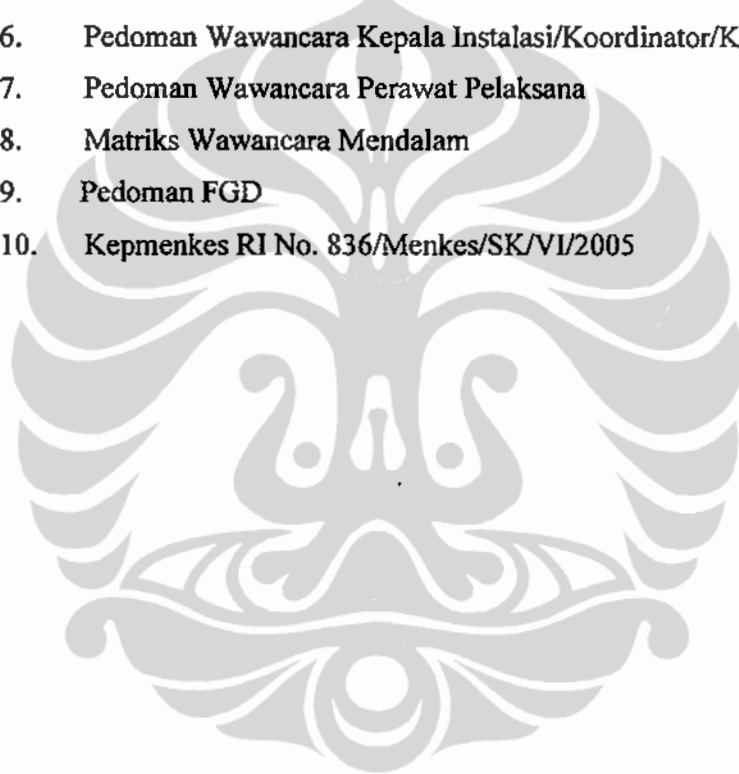 6. Pedoman Wawancara Kepala Instalasi/Koordinator/K
7. Pedoman Wawancara Perawat Pelaksana
8. Matriks Wawancara Mendalam
9. Pedoman FGD
10. Kepmenkes RI No. 836/Menkes/SK/VI/2005